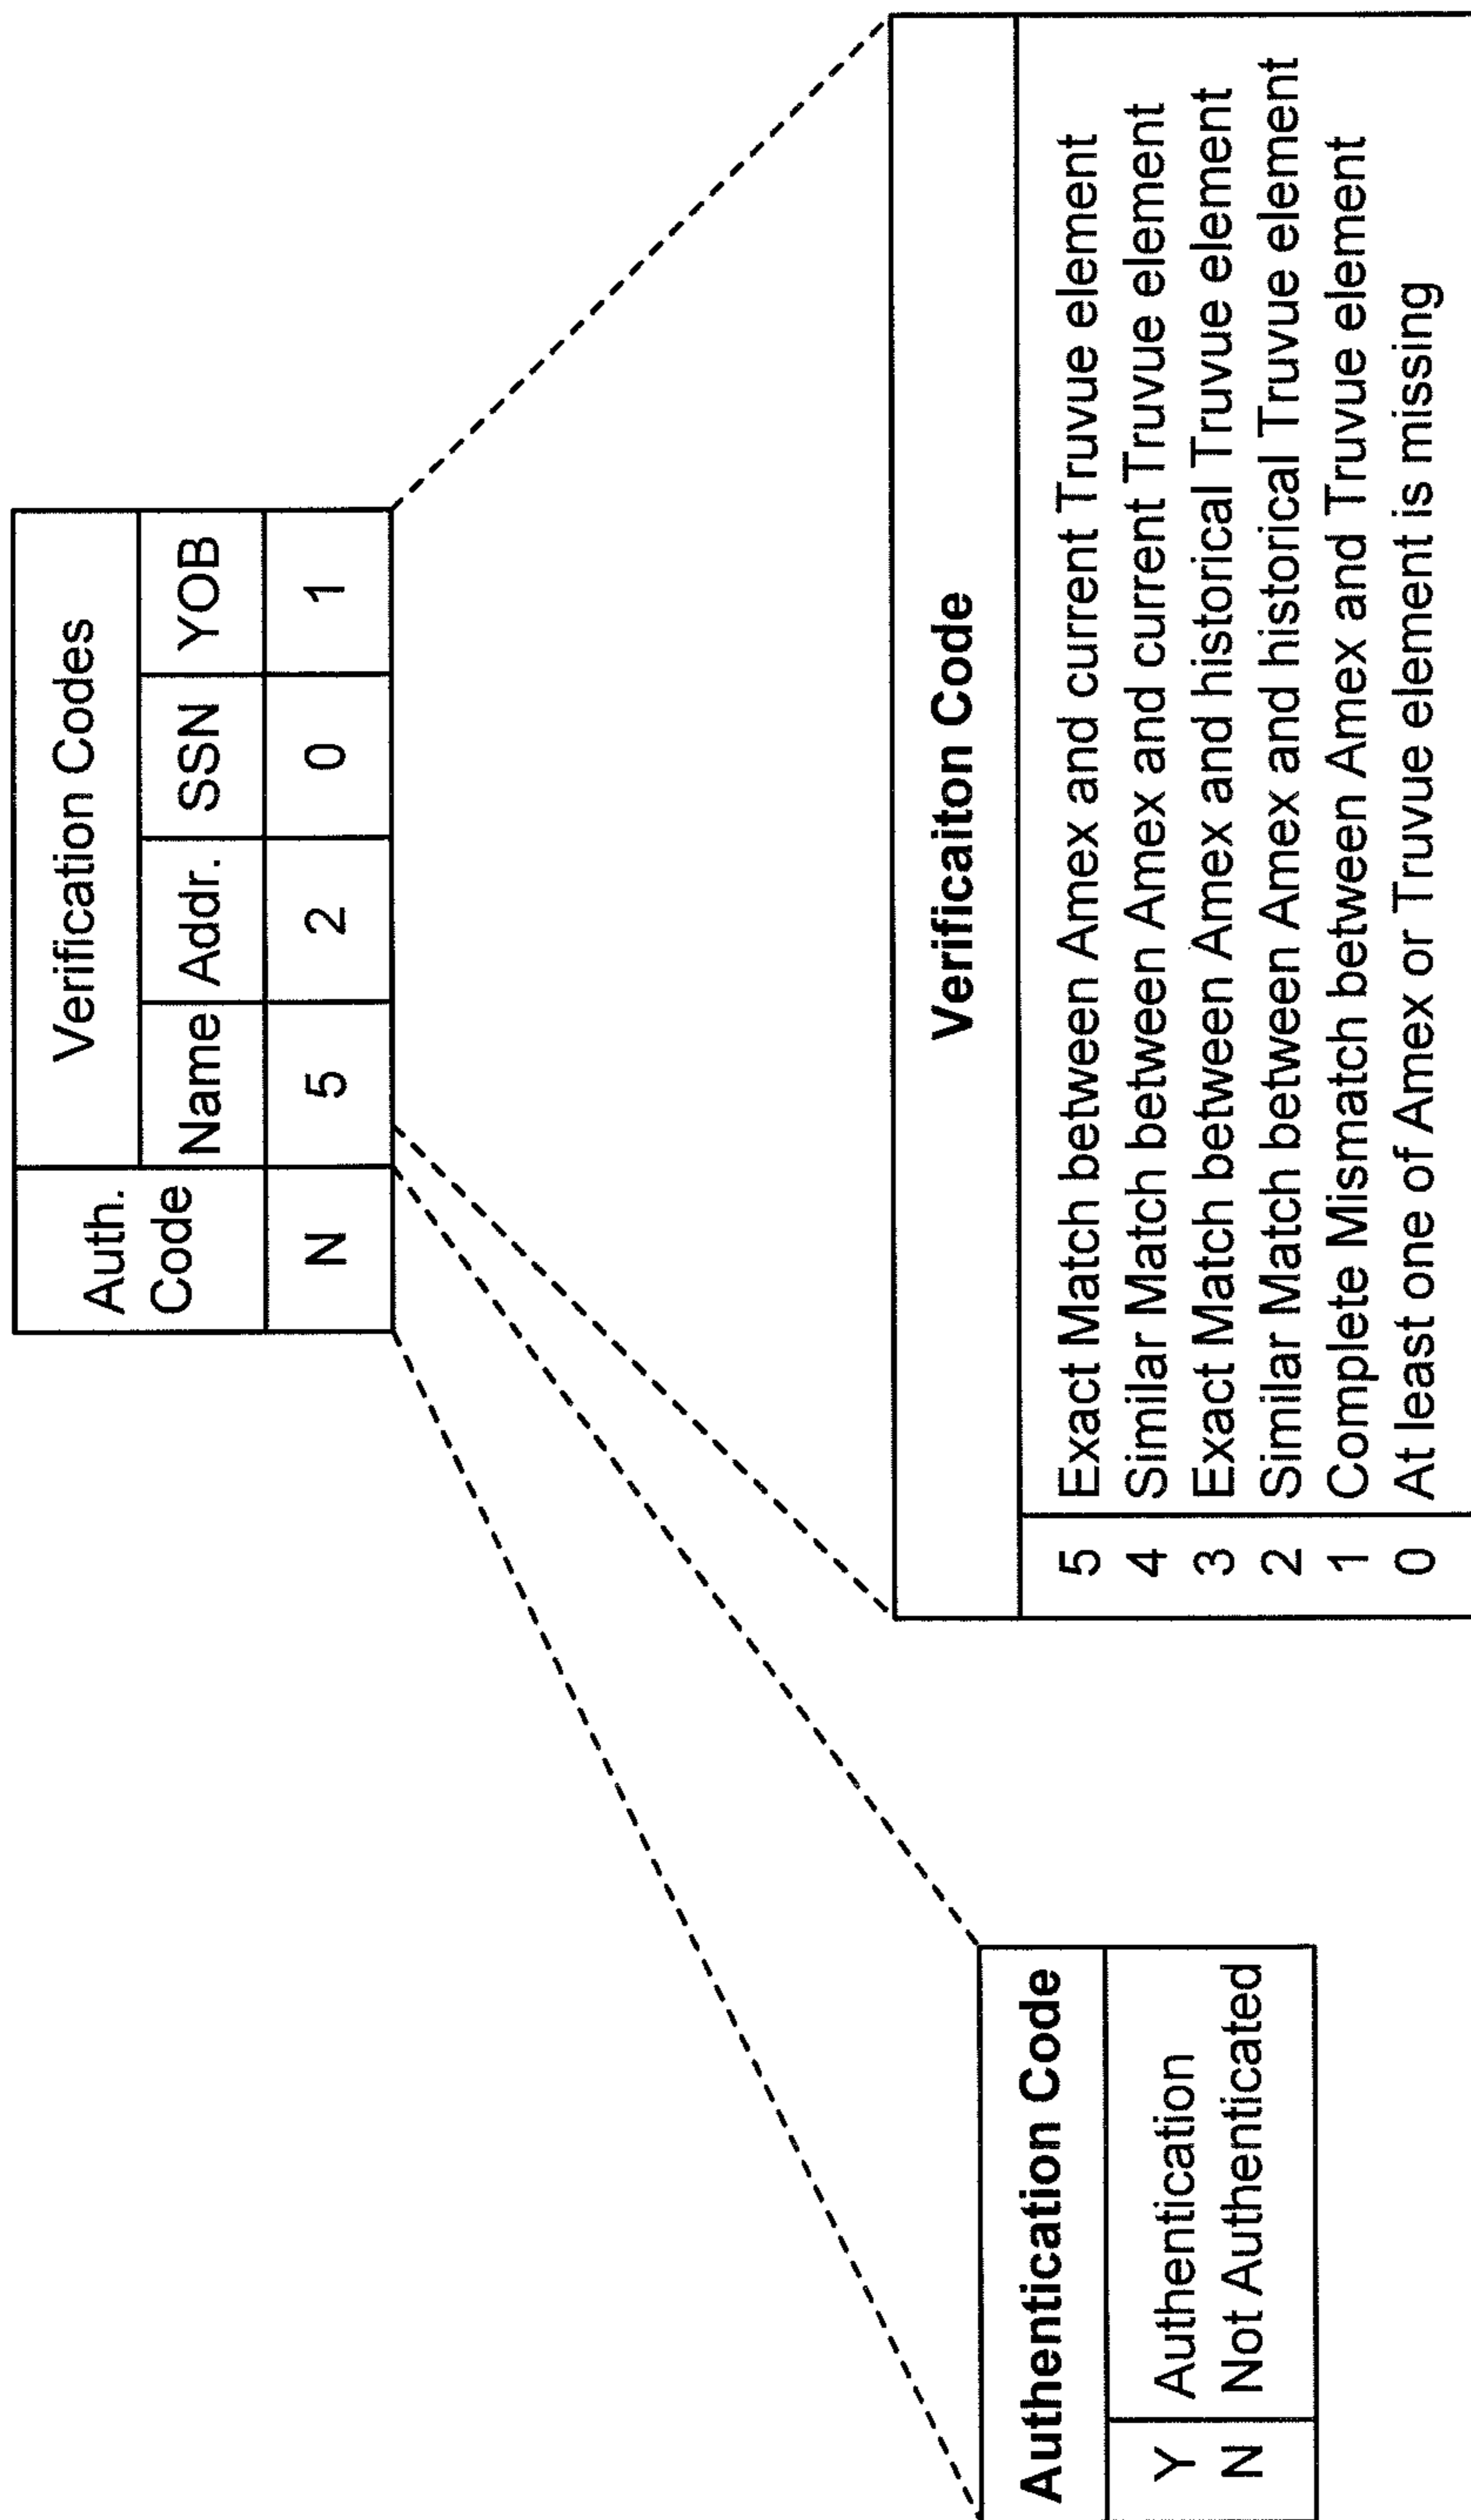 Auth. Code
Verification Codes
Name Addr. SSN YOB
N 5 2 0 1
Authentication Code
Y Authentication
N Not Authenticated
Verificaiton Code
5 Exact Match between Amex and current Truvue element
4 Similar Match between Amex and current Truvue element
3 Exact Match between Amex and historical Truvue element
2 Similar Match between Amex and historical Truvue element
1 Complete Mismatch between Amex and Truvue element
0 At least one of Amex or Truvue element is missing